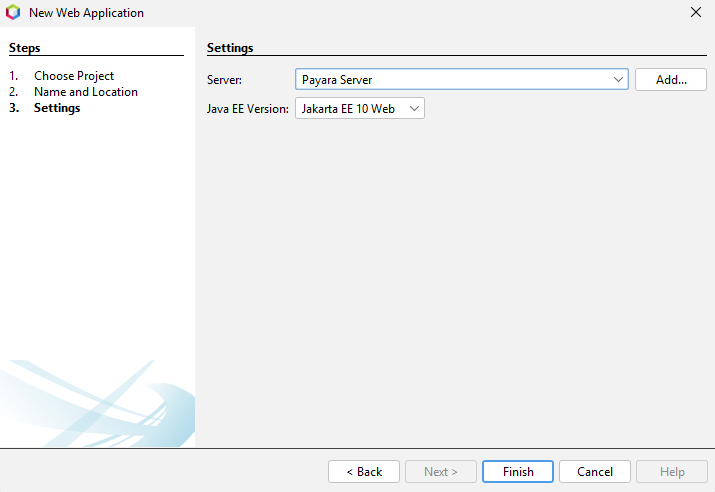 New Web Application
Steps
1. Choose Project
2. Name and Location
3. Settings
Settings
Server: Payara Server Add...
Java EE Version: Jakarta EE 10 Web
< Back Next > Finish Cancel Help